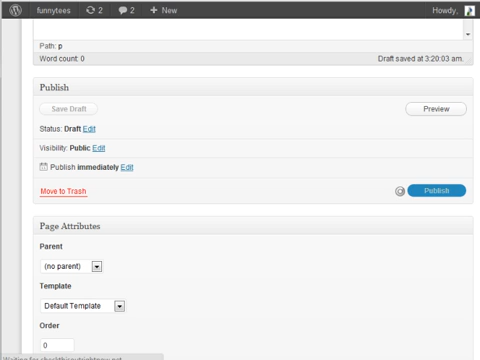 funnytees 2 2 New Howdy,
Path: p
Word count: 0 Draft saved at 3:20:03 am.
Publish
Save Draft Preview
Status: Draft Edit
Visibility: Public Edit
Publish immediately Edit
Move to Trash Publish
Page Attributes
Parent
(no parent)
Template
Default Template
Order
0